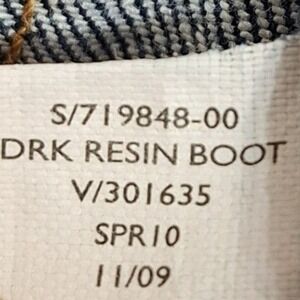 S/719848-00
DRK RESIN BOOT
V/301635
SPR10
11/09